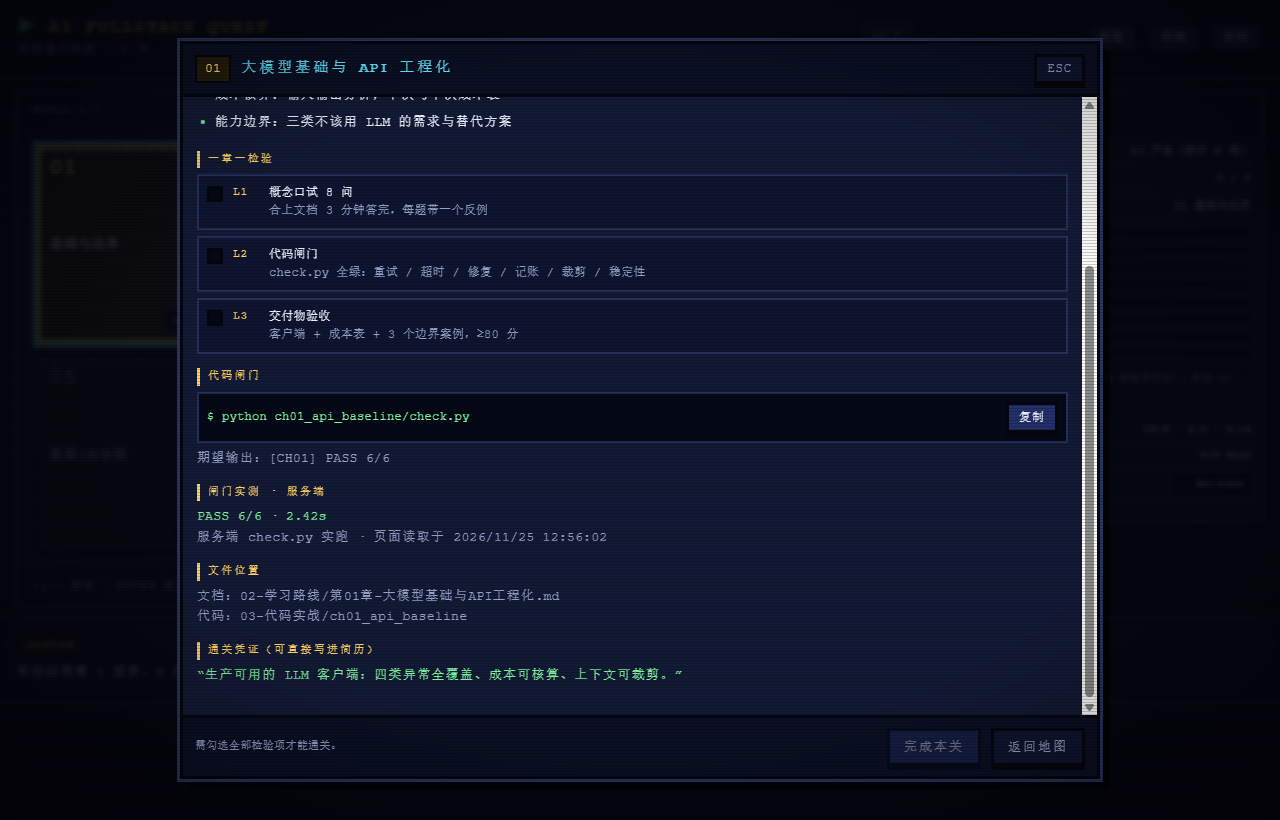 AI FULLSTACK QUEST
01 大模型基础与 API 工程化
ESC
能力边界: 三类不该用 LLM 的需求与替代方案
一章一检验
L1 概念口试 8 问
合上文档 3 分钟答完, 每题带一个反例
L2 代码闸门
check.py 全绿: 重试 / 超时 / 修复 / 记账 / 裁剪 / 稳定性
L3 交付物验收
客户端 + 成本表 + 3 个边界案例, ≥80 分
代码闸门
$ python ch01_api_baseline/check.py
复制
期望输出: [CH01] PASS 6/6
闸门实测 · 服务端
PASS 6/6 · 2.42s
服务端 check.py 实跑 · 页面读取于 2026/11/25 12:56:02
文件位置
文档: 02-学习路线/第01章-大模型基础与API工程化.md
代码: 03-代码实战/ch01_api_baseline
通关凭证 (可直接写进简历)
“生产可用的 LLM 客户端: 四类异常全覆盖、成本可核算、上下文可裁剪。”
需勾选全部检验项才能通关。
完成本关
返回地图